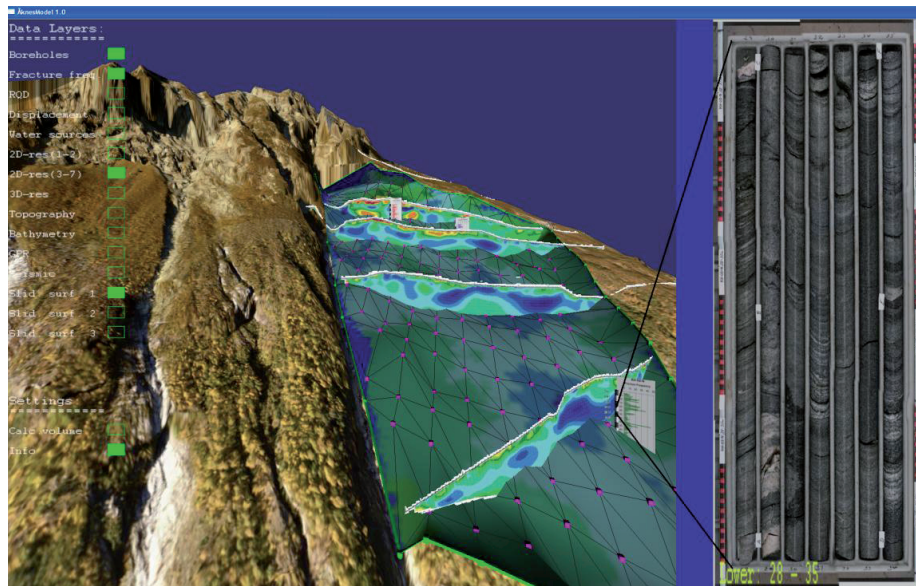 ÅknesModel 1.0
Data Layers:
Boreholes
Fracture freq
RQD
Displacement
Water sources
2D-res(1-2)
2D-res(3-7)
3D-res
Topography
Bathymetry
GPR
Seismic
Slid surf 1
Slid surf 2
Slid surf 3
Settings
Calc volume
Info
Lower: 28 - 35